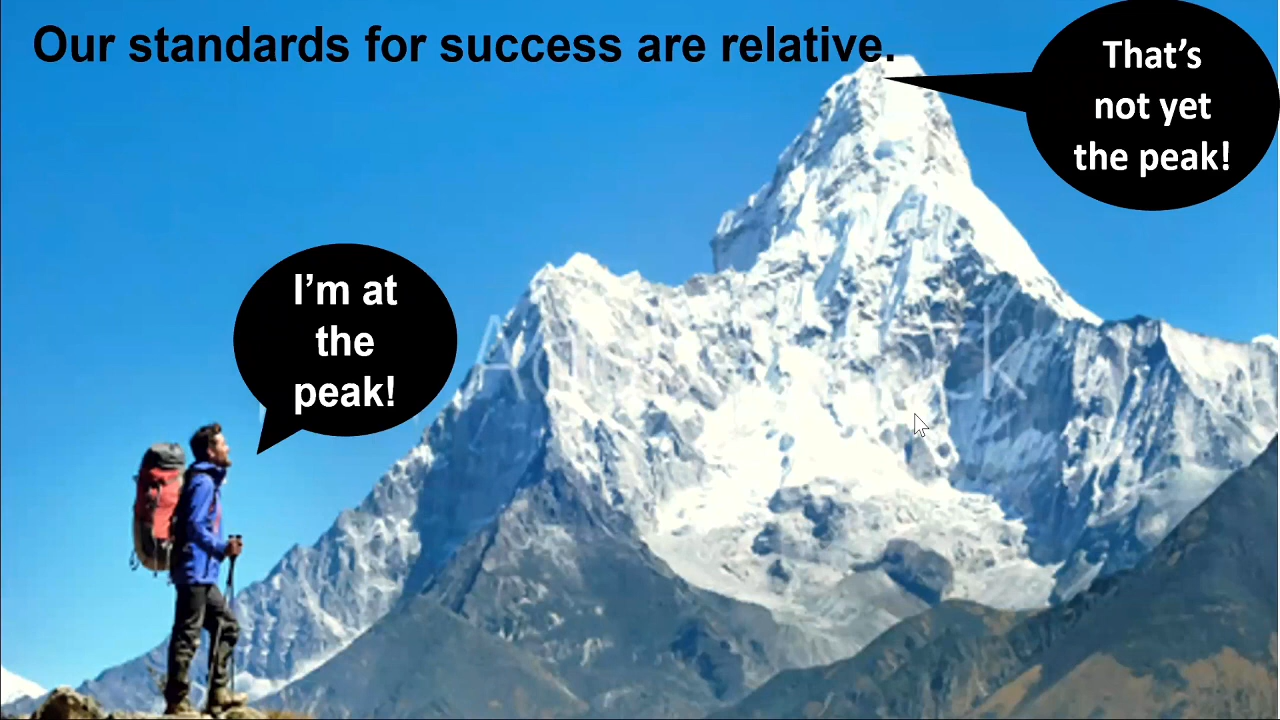 Our standards for success are relative.
That’s
not yet
the peak!
I’m at
the
peak!